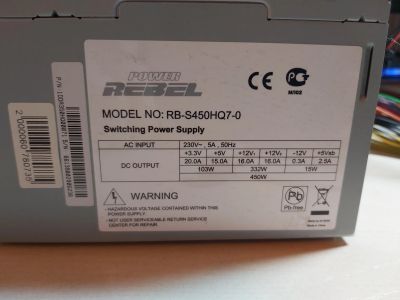 POWER
REBEL
CE
MODEL NO: RB-S450HQ7-0
Switching Power Supply
AC INPUT 230V~, 5A, 50Hz
DC OUTPUT +3.3V +5V +12V₁ +12V₂ -12V +5Vsb
20.0A 15.0A 16.0A 16.0A 0.3A 2.5A
103W 332W 15W
450W
WARNING
- HAZARDOUS VOLTAGE CONTAINED WITHIN THIS
POWER SUPPLY
- NOT USER SERVICEABLE RETURN SERVICE
CENTER FOR REPAIR
Pb
Pb-free